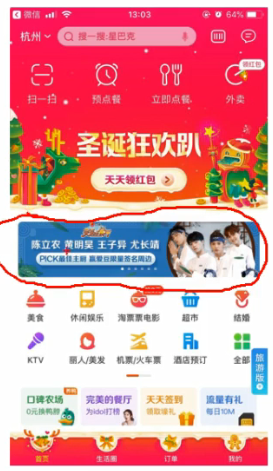 微信
13:03
64%
杭州
搜一搜:星巴克
领红包
扫一扫
预点餐
立即点餐
外卖
圣诞狂欢趴
天天领红包
陈立农 黄明昊 王子异 尤长靖
PICK最佳主厨 赢爱豆限量签名周边
美食
休闲娱乐
淘票票电影
超市
结婚
KTV
丽人/美发
机票/火车票
酒店预订
全部
旅游版
口碑农场
0元换鸭脖
完美的餐厅
为idol打榜
天天签到
领取壕礼
流量有礼
每日10M
首页
生活圈
订单
我的